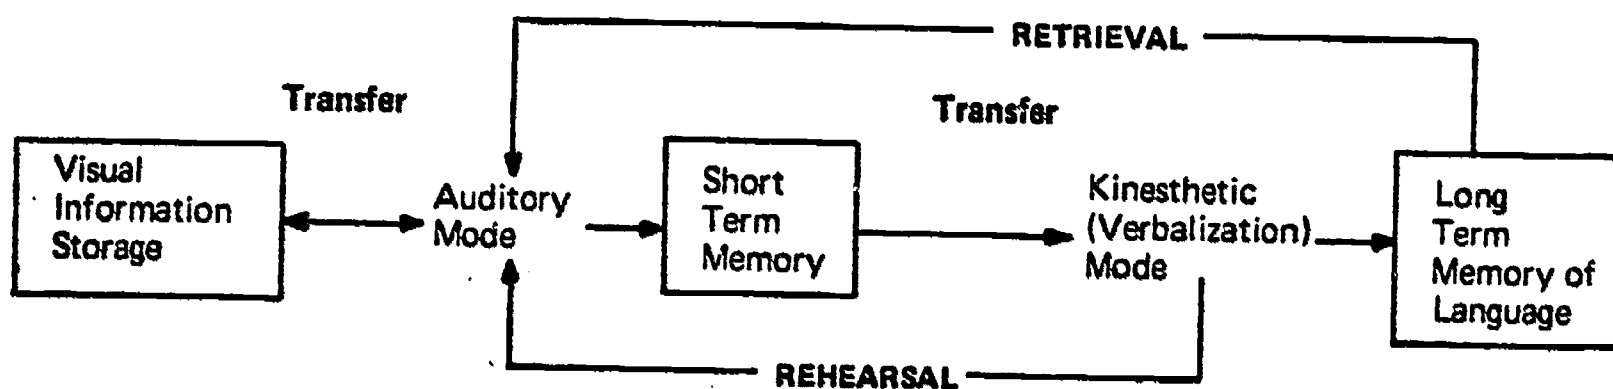 RETRIEVAL
Transfer
Transfer
Visual
Information
Storage
Auditory
Mode
Short
Term
Memory
Kinesthetic
(Verbalization)
Mode
Long
Term
Memory of
Language
REHEARSAL